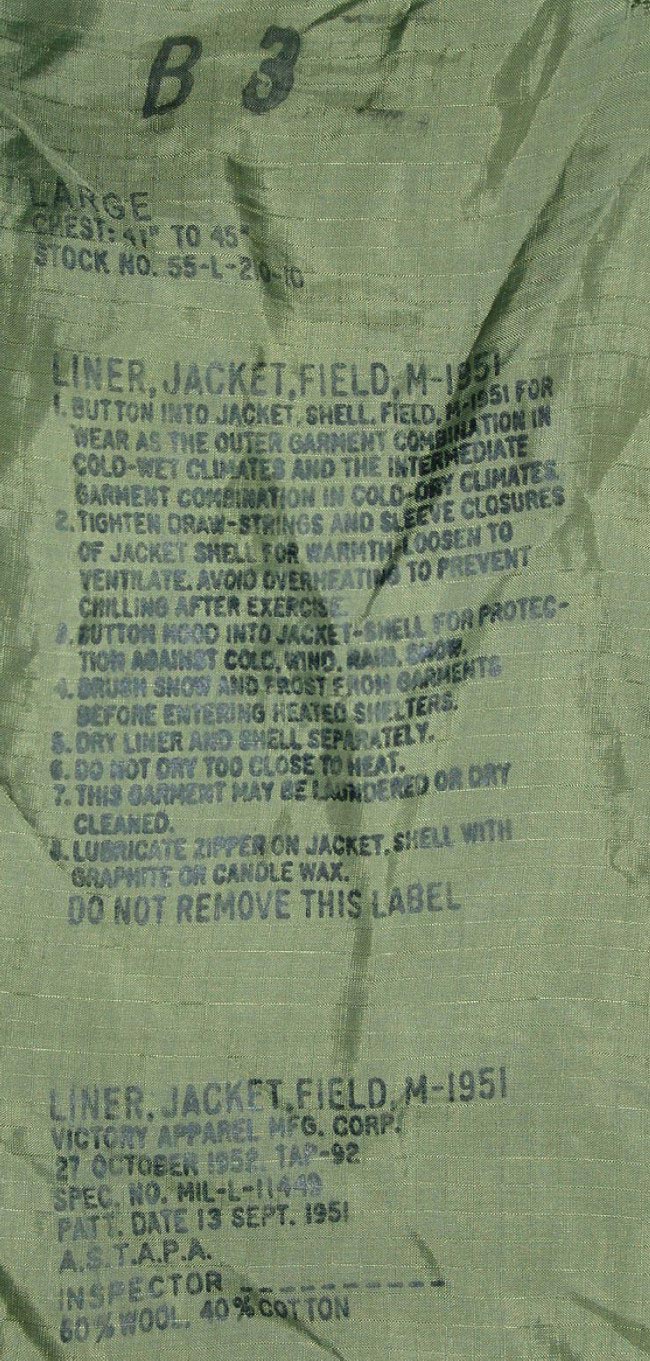 B 3
LARGE
CHEST: 41" TO 45"
STOCK NO. 55-L-210-10
LINER, JACKET, FIELD, M-1951
1. BUTTON INTO JACKET, SHELL, FIELD, M-1951 FOR
WEAR AS THE OUTER GARMENT COMBINATION IN
COLD-WET CLIMATES AND THE INTERMEDIATE
GARMENT COMBINATION IN COLD-DRY CLIMATES.
2. TIGHTEN DRAW-STRINGS AND SLEEVE CLOSURES
OF JACKET SHELL FOR WARMTH-LOOSEN TO
VENTILATE. AVOID OVERHEATING TO PREVENT
CHILLING AFTER EXERCISE.
3. BUTTON HOOD INTO JACKET-SHELL FOR PROTEC-
TION AGAINST COLD, WIND, RAIN, SNOW.
4. BRUSH SNOW AND FROST FROM GARMENTS
BEFORE ENTERING HEATED SHELTERS.
5. DRY LINER AND SHELL SEPARATELY.
6. DO NOT DRY TOO CLOSE TO HEAT.
7. THIS GARMENT MAY BE LAUNDERED OR DRY
CLEANED.
8. LUBRICATE ZIPPER ON JACKET, SHELL WITH
GRAPHITE OR CANDLE WAX.
DO NOT REMOVE THIS LABEL
LINER, JACKET, FIELD, M-1951
VICTORY APPAREL MFG. CORP.
27 OCTOBER 1952. TAP-92
SPEC. NO. MIL-L-11449
PATT. DATE 13 SEPT. 1951
A.S.T.A.P.A.
INSPECTOR __________
60% WOOL, 40% COTTON